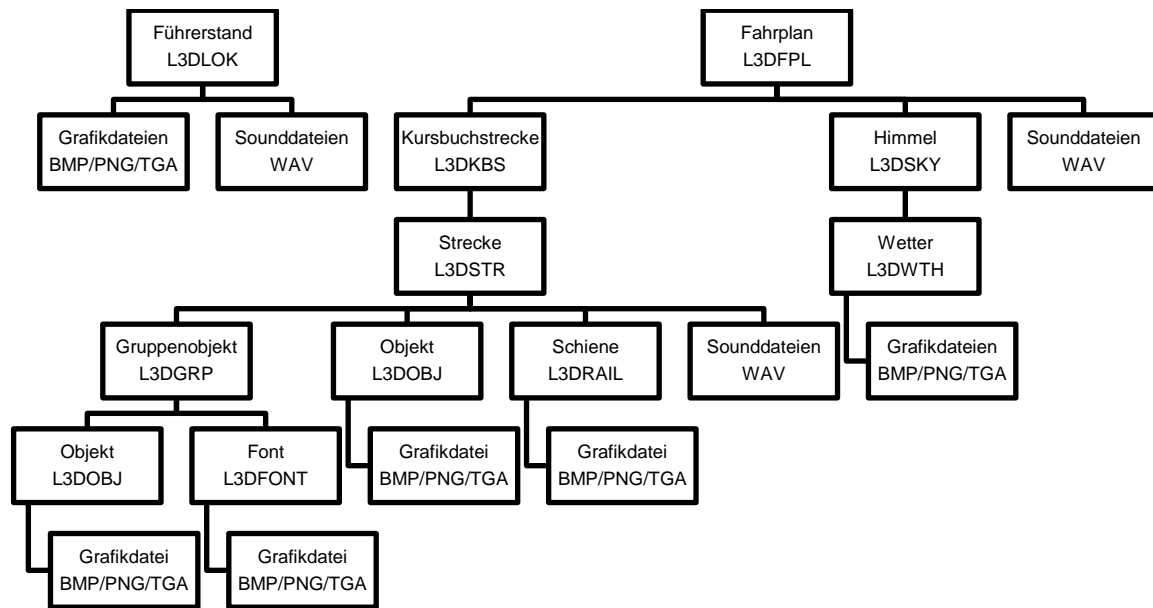 Führerstand
L3DLOK
Fahrplan
L3DFPL
Grafikdateien
BMP/PNG/TGA
Sounddateien
WAV
Kursbuchstrecke
L3DKBS
Himmel
L3DSKY
Sounddateien
WAV
Strecke
L3DSTR
Wetter
L3DWTH
Gruppenobjekt
L3DGRP
Objekt
L3DOBJ
Schiene
L3DRAIL
Sounddateien
WAV
Grafikdateien
BMP/PNG/TGA
Objekt
L3DOBJ
Font
L3DFONT
Grafikdatei
BMP/PNG/TGA
Grafikdatei
BMP/PNG/TGA
Grafikdatei
BMP/PNG/TGA
Grafikdatei
BMP/PNG/TGA